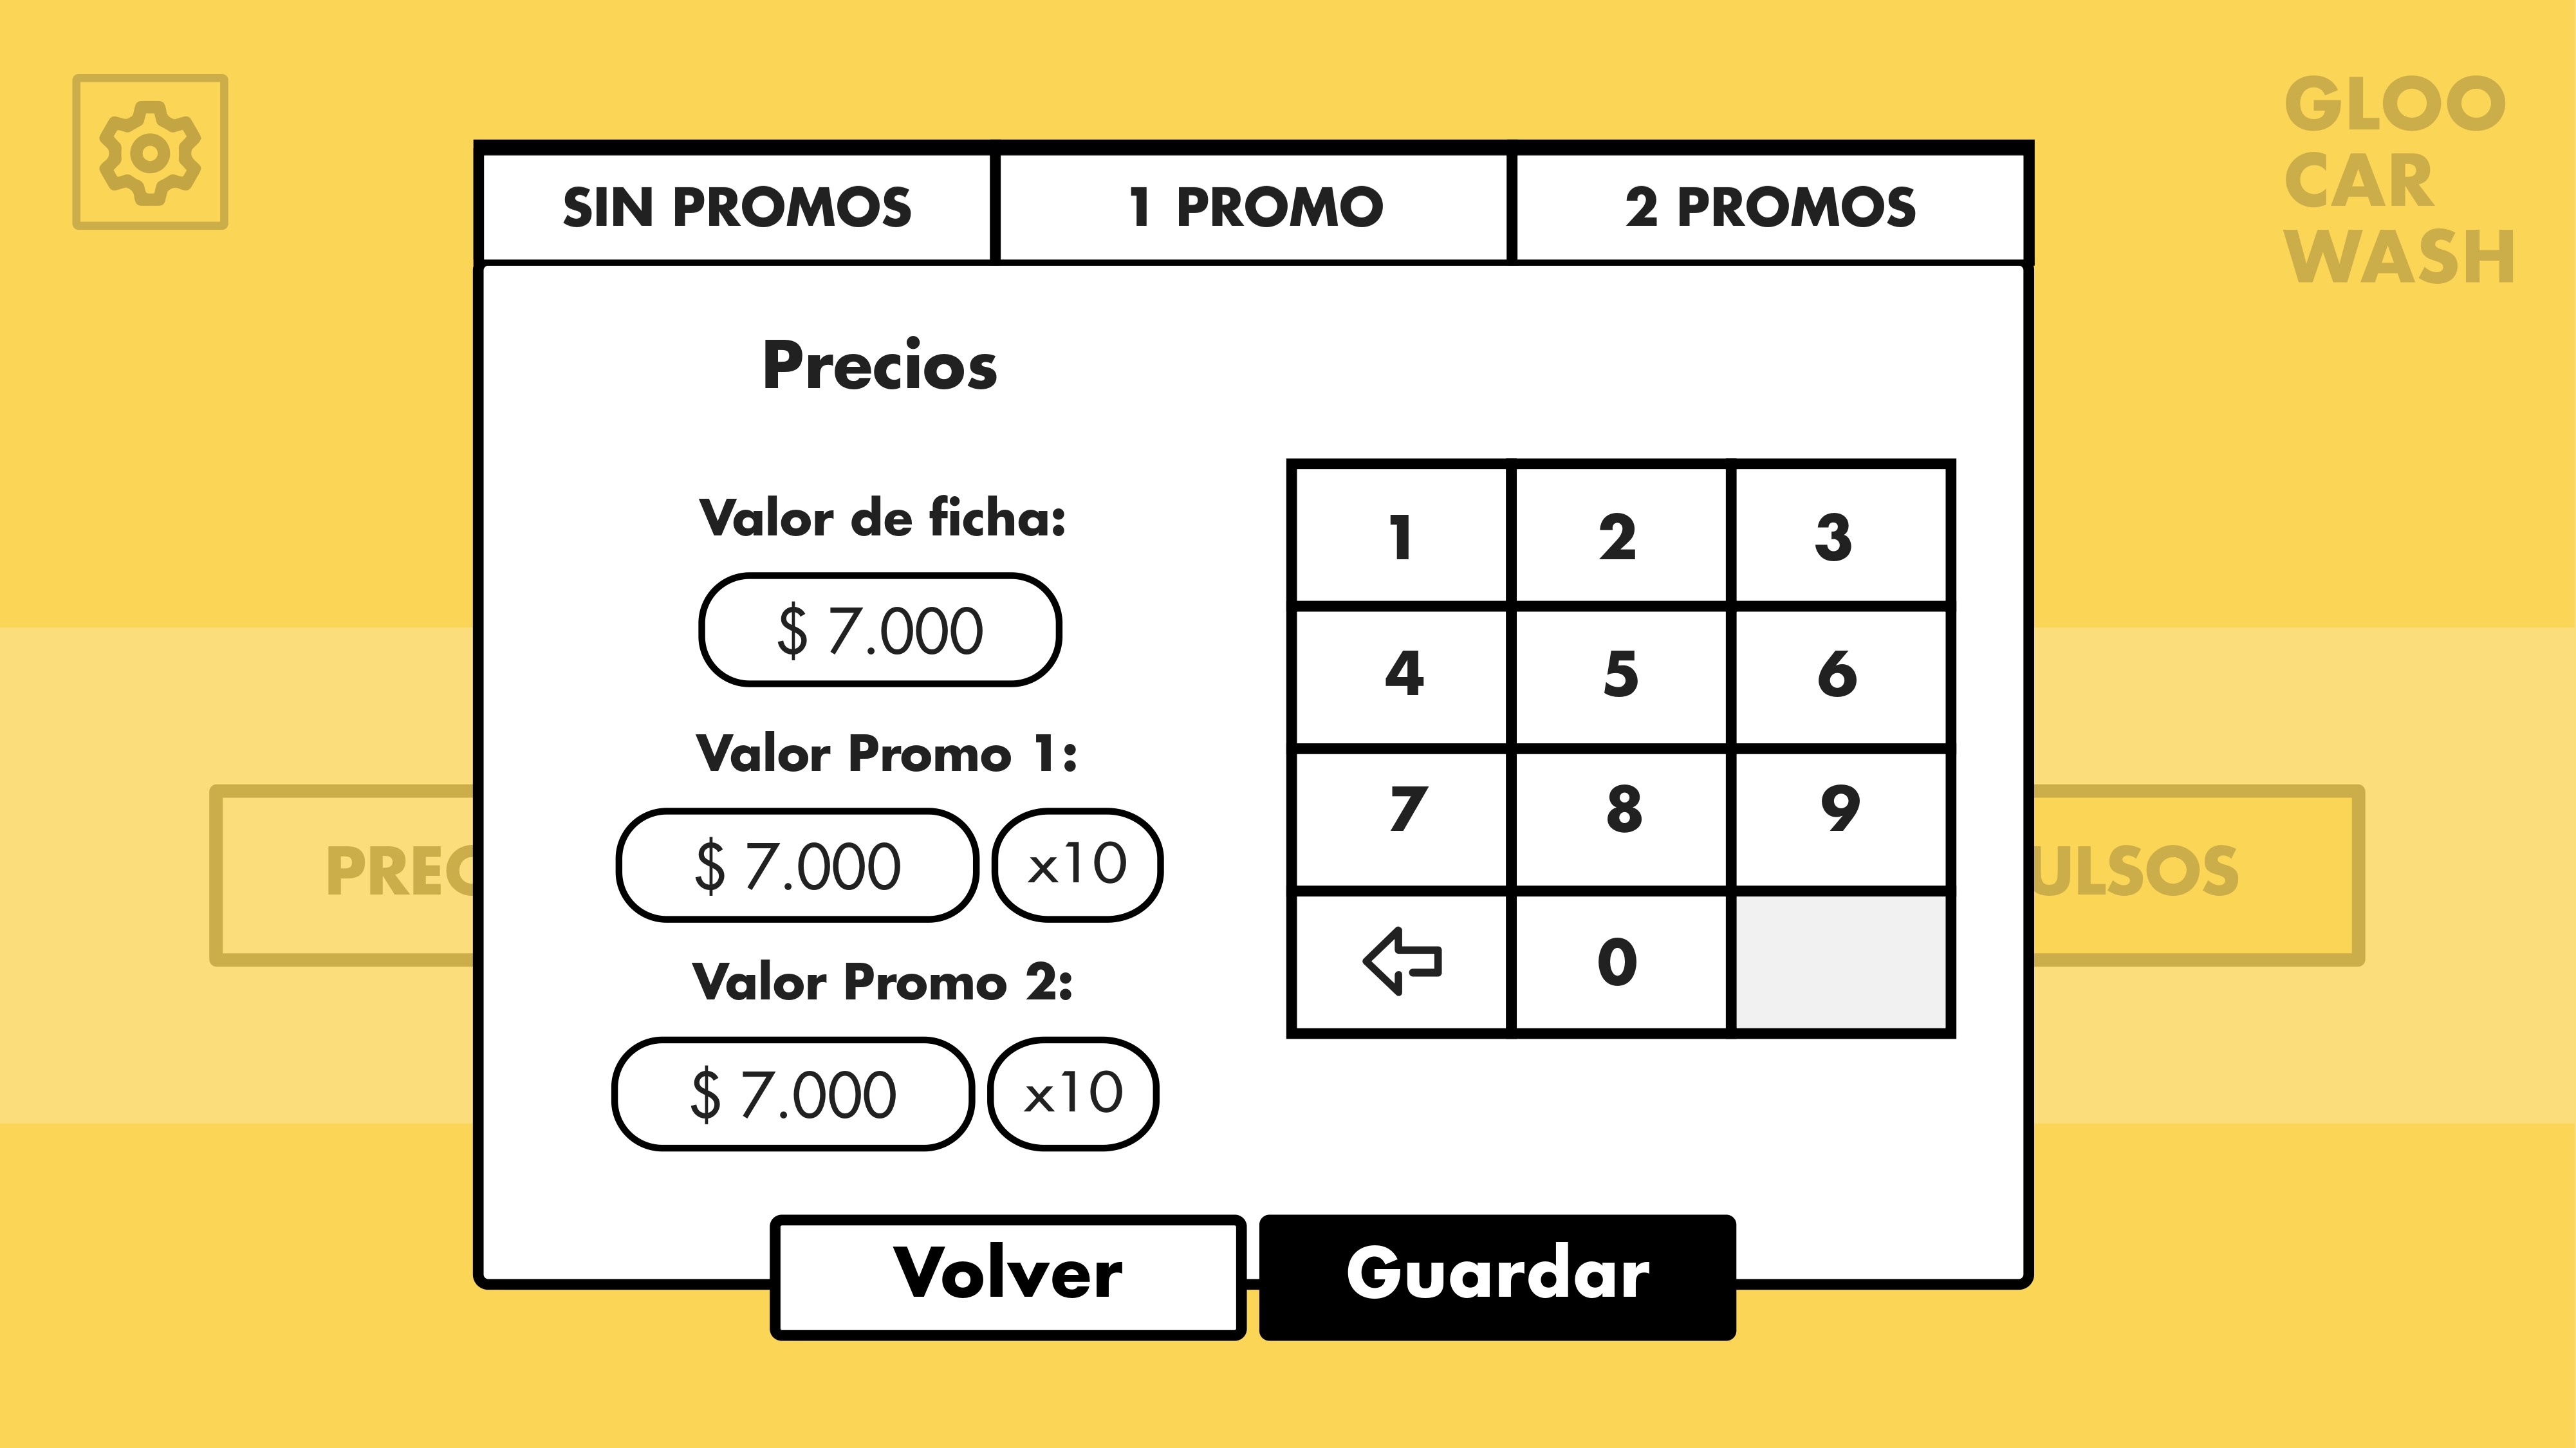 GLOO
CAR
WASH
SIN PROMOS
1 PROMO
2 PROMOS
Precios
Valor de ficha:
$ 7.000
Valor Promo 1:
$ 7.000
x10
Valor Promo 2:
$ 7.000
x10
1 2 3
4 5 6
7 8 9
0
Volver
Guardar